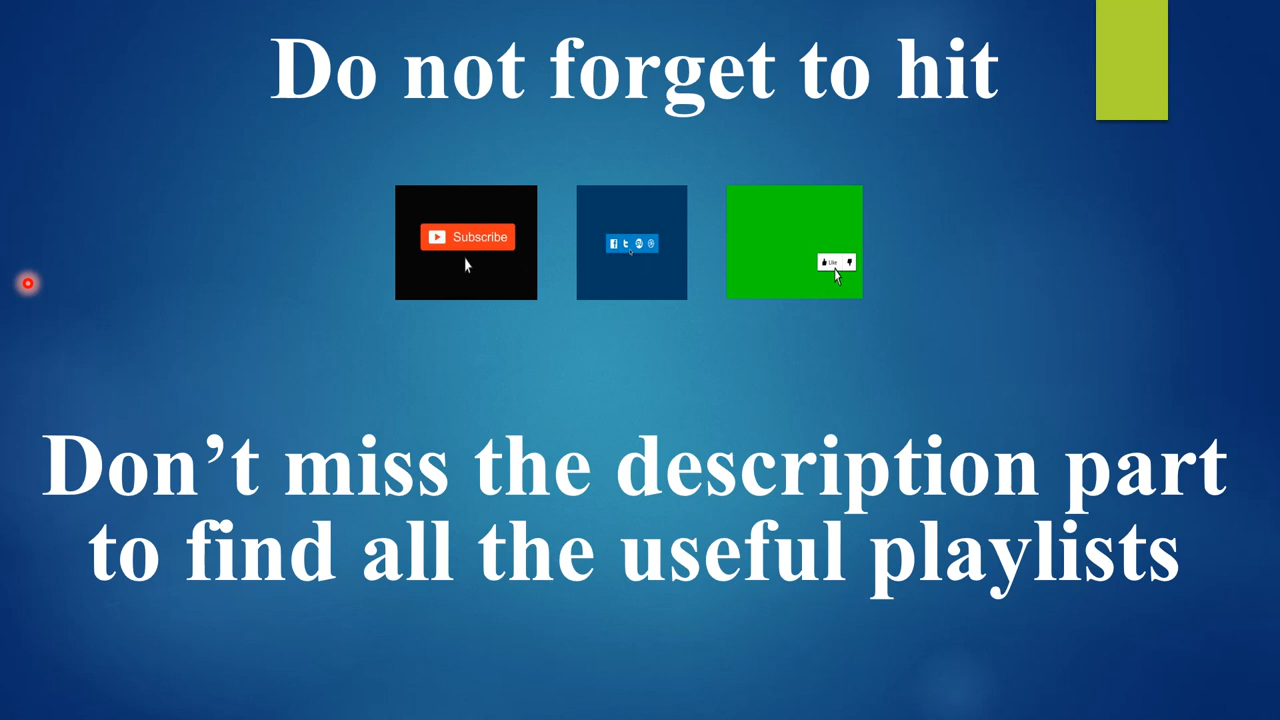 Do not forget to hit
Subscribe
Like
Don’t miss the description part
to find all the useful playlists